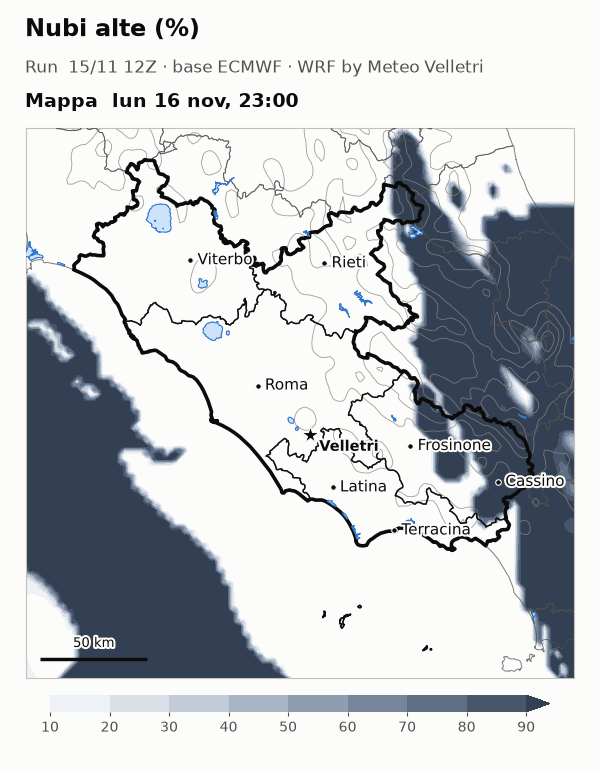 Nubi alte (%)
Run  15/11 12Z · base ECMWF · WRF by Meteo Velletri
Mappa  lun 16 nov, 23:00
Viterbo
Rieti
Roma
Velletri
Frosinone
Cassino
Latina
Terracina
50 km
10 20 30 40 50 60 70 80 90